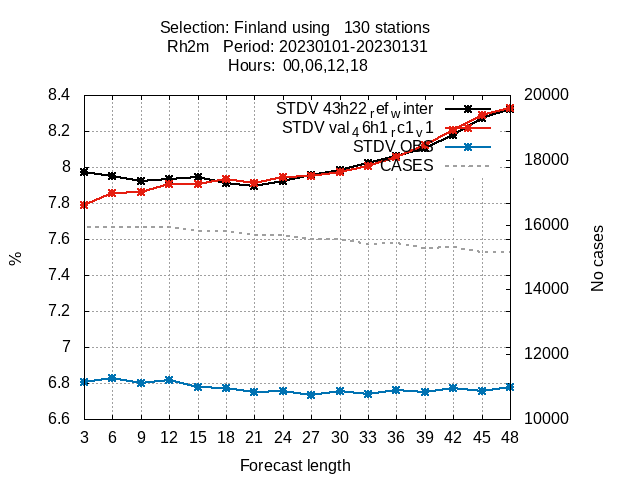 Selection: Finland using 130 stations
Rh2m Period: 20230101-20230131
Hours: 00,06,12,18
STDV 43h22refwinter
STDV val46h1rc1v1
STDV OBS
CASES
8.4
8.2
8
7.8
7.6
7.4
7.2
7
6.8
6.6
%
20000
18000
16000
14000
12000
10000
No cases
3 6 9 12 15 18 21 24 27 30 33 36 39 42 45 48
Forecast length